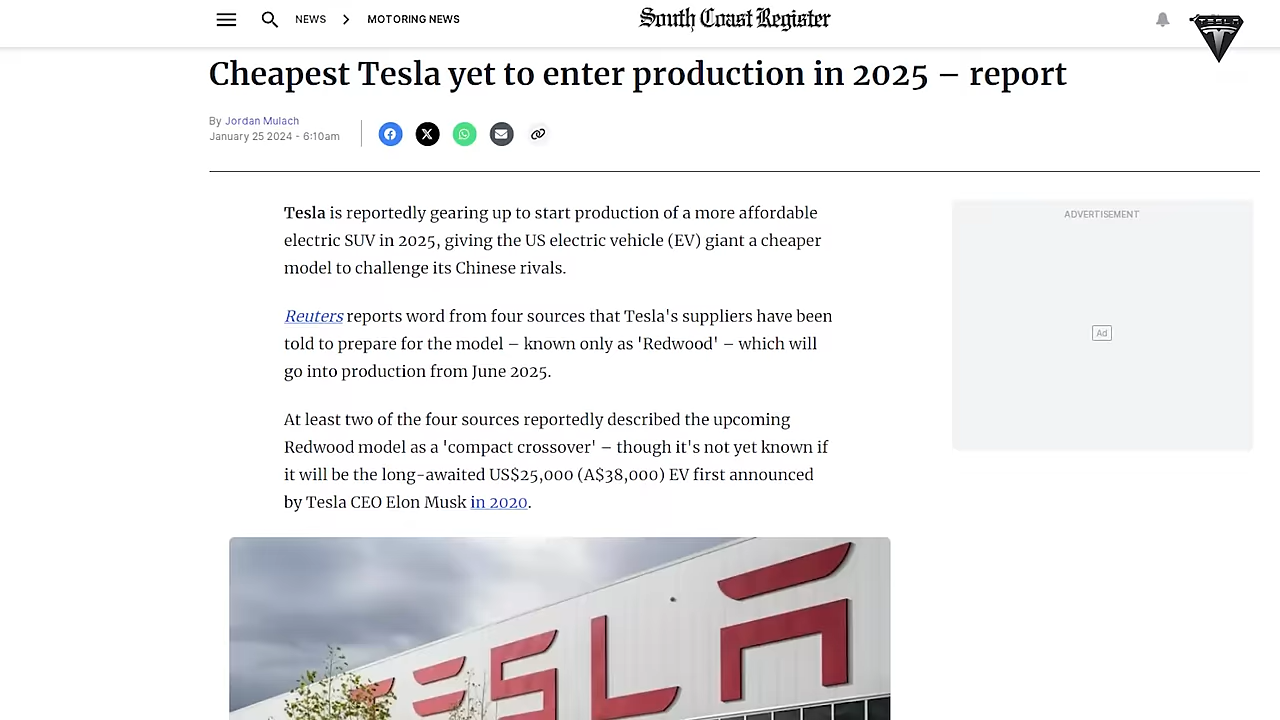 NEWS > MOTORING NEWS
South Coast Register
TESLA
Cheapest Tesla yet to enter production in 2025 – report
By Jordan Mulach
January 25 2024 - 6:10am
Tesla is reportedly gearing up to start production of a more affordable
electric SUV in 2025, giving the US electric vehicle (EV) giant a cheaper
model to challenge its Chinese rivals.
Reuters reports word from four sources that Tesla's suppliers have been
told to prepare for the model – known only as 'Redwood' – which will
go into production from June 2025.
At least two of the four sources reportedly described the upcoming
Redwood model as a 'compact crossover' – though it's not yet known if
it will be the long-awaited US$25,000 (A$38,000) EV first announced
by Tesla CEO Elon Musk in 2020.
ADVERTISEMENT
Ad
TESLA